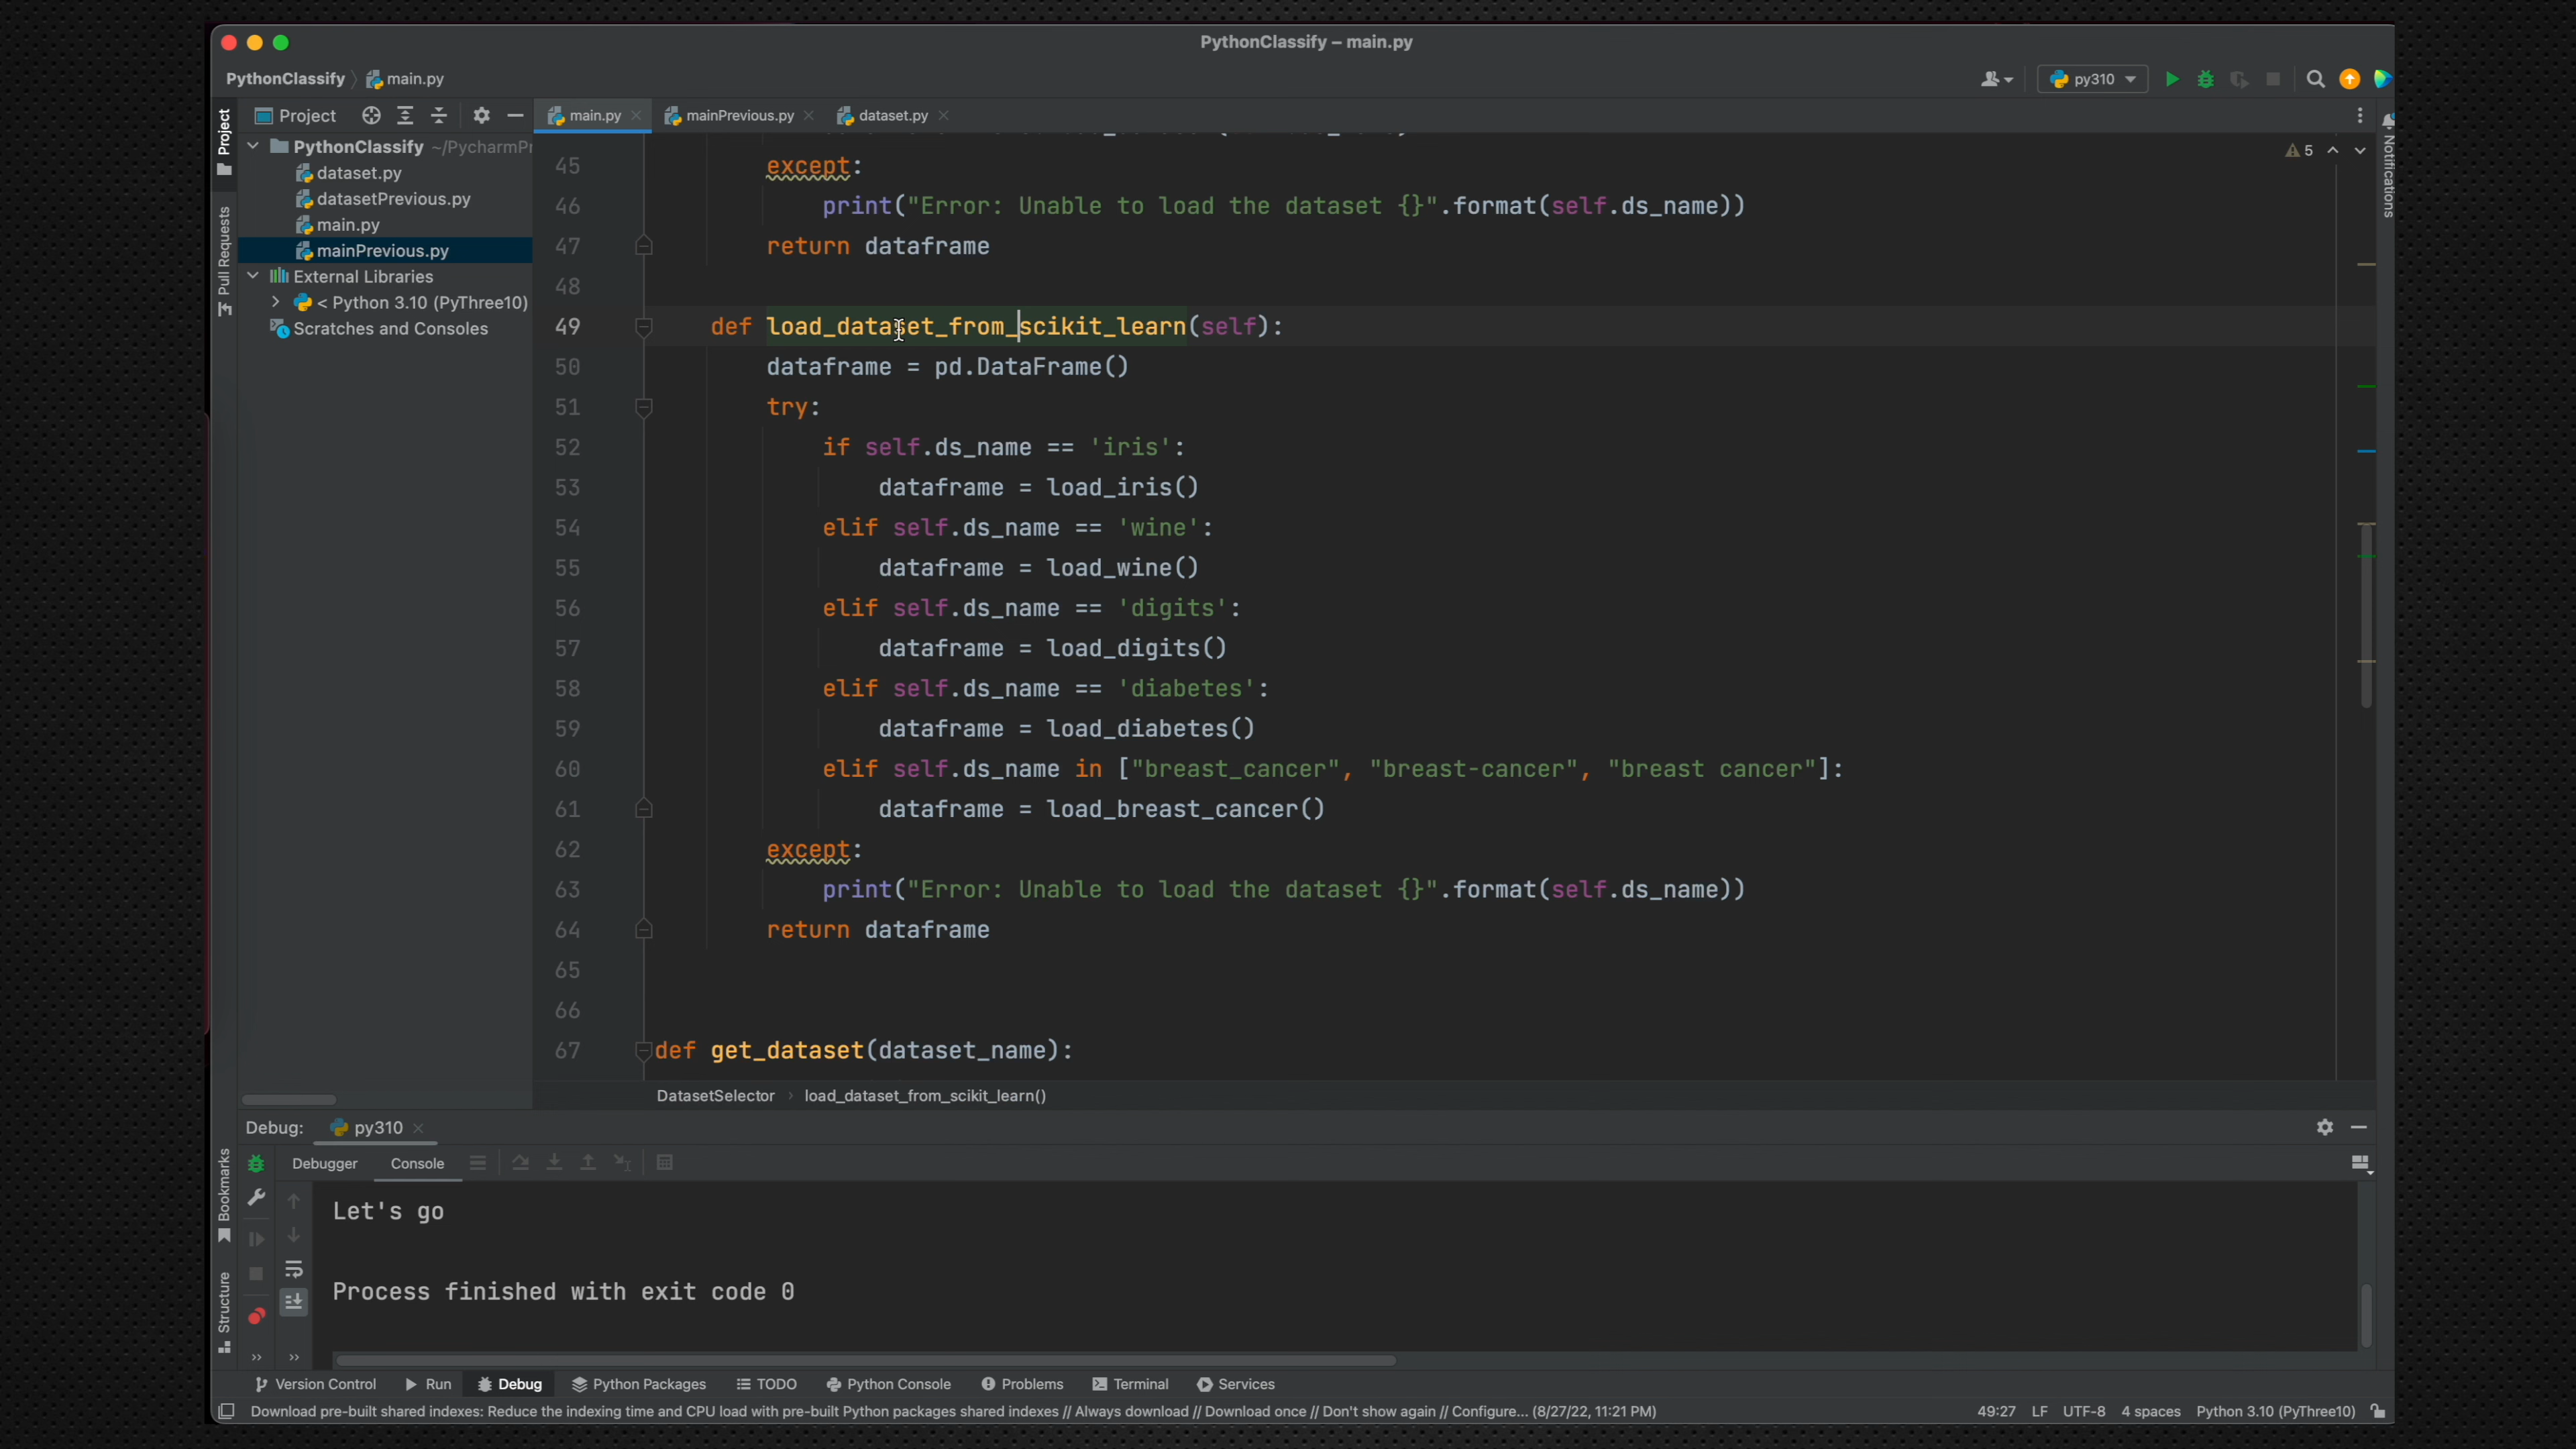 PythonClassify – main.py
PythonClassify main.py
py310
Project
main.py
mainPrevious.py
dataset.py
5
PythonClassify ~/PycharmPr
dataset.py
datasetPrevious.py
main.py
mainPrevious.py
External Libraries
< Python 3.10 (PyThree10)
Scratches and Consoles
Project
Pull Requests
Bookmarks
Structure
Notifications
45 except:
46 print("Error: Unable to load the dataset {}".format(self.ds_name))
47 return dataframe
48
49 def load_dataset_from_scikit_learn(self):
50 dataframe = pd.DataFrame()
51 try:
52 if self.ds_name == 'iris':
53 dataframe = load_iris()
54 elif self.ds_name == 'wine':
55 dataframe = load_wine()
56 elif self.ds_name == 'digits':
57 dataframe = load_digits()
58 elif self.ds_name == 'diabetes':
59 dataframe = load_diabetes()
60 elif self.ds_name in ["breast_cancer", "breast-cancer", "breast cancer"]:
61 dataframe = load_breast_cancer()
62 except:
63 print("Error: Unable to load the dataset {}".format(self.ds_name))
64 return dataframe
65
66
67 def get_dataset(dataset_name):
DatasetSelector › load_dataset_from_scikit_learn()
Debug: py310
Debugger Console
Let's go
Process finished with exit code 0
Version Control Run Debug Python Packages TODO Python Console Problems Terminal Services
Download pre-built shared indexes: Reduce the indexing time and CPU load with pre-built Python packages shared indexes // Always download // Download once // Don't show again // Configure... (8/27/22, 11:21 PM)
49:27 LF UTF-8 4 spaces Python 3.10 (PyThree10)